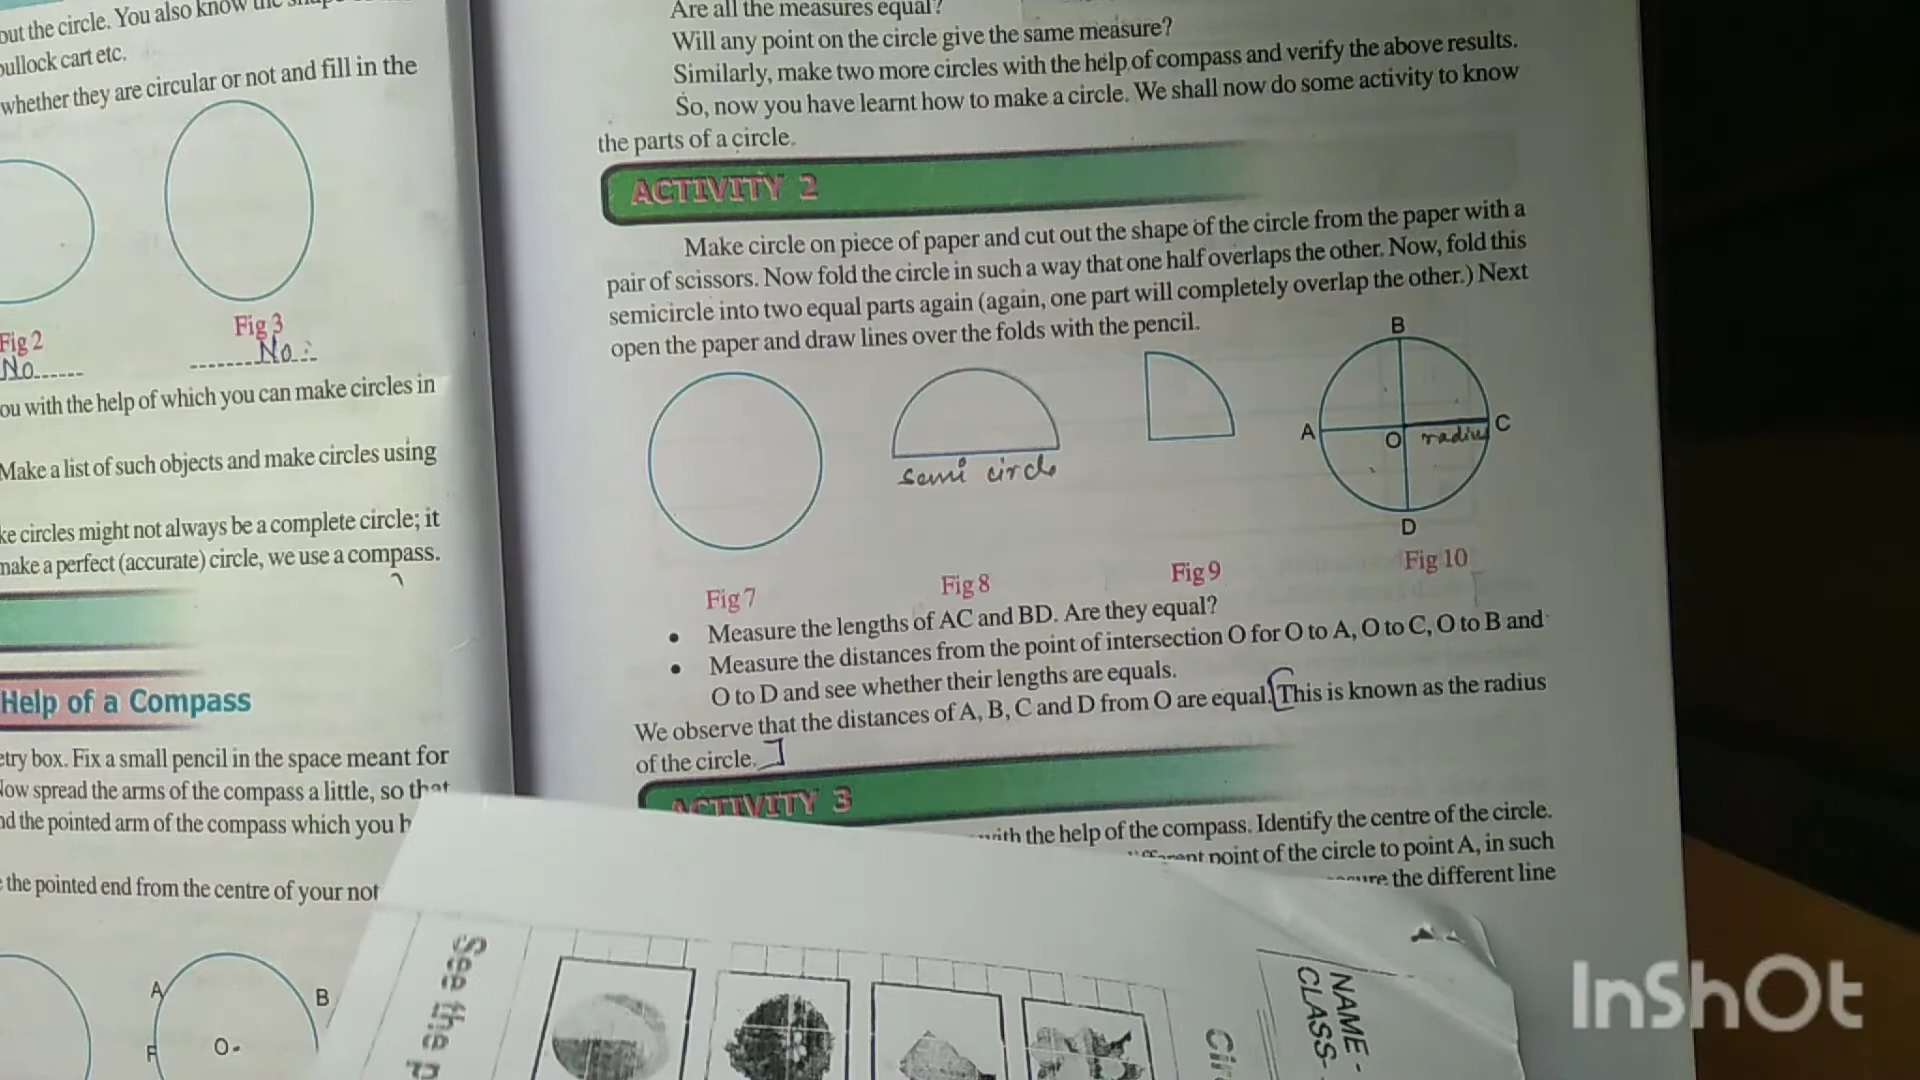 out the circle. You also know the shape
bullock cart etc.
whether they are circular or not and fill in the
Fig 2
Fig 3
No
No
ou with the help of which you can make circles in
Make a list of such objects and make circles using
ke circles might not always be a complete circle; it
make a perfect (accurate) circle, we use a compass.
Help of a Compass
etry box. Fix a small pencil in the space meant for
Now spread the arms of the compass a little, so that
nd the pointed arm of the compass which you h
the pointed end from the centre of your not
A
B
F
O
Are all the measures equal?
Will any point on the circle give the same measure?
Similarly, make two more circles with the help of compass and verify the above results.
So, now you have learnt how to make a circle. We shall now do some activity to know
the parts of a circle.
ACTIVITY 2
Make circle on piece of paper and cut out the shape of the circle from the paper with a
pair of scissors. Now fold the circle in such a way that one half overlaps the other. Now, fold this
semicircle into two equal parts again (again, one part will completely overlap the other.) Next
open the paper and draw lines over the folds with the pencil.
B
A
O
radius
C
D
semi circle
Fig 7
Fig 8
Fig 9
Fig 10
• Measure the lengths of AC and BD. Are they equal?
• Measure the distances from the point of intersection O for O to A, O to C, O to B and
O to D and see whether their lengths are equals.
We observe that the distances of A, B, C and D from O are equal. [This is known as the radius
of the circle.]
ACTIVITY 3
with the help of the compass. Identify the centre of the circle.
point of the circle to point A, in such
the different line
See the p
Cir
NAME -
CLASS-
InShOt